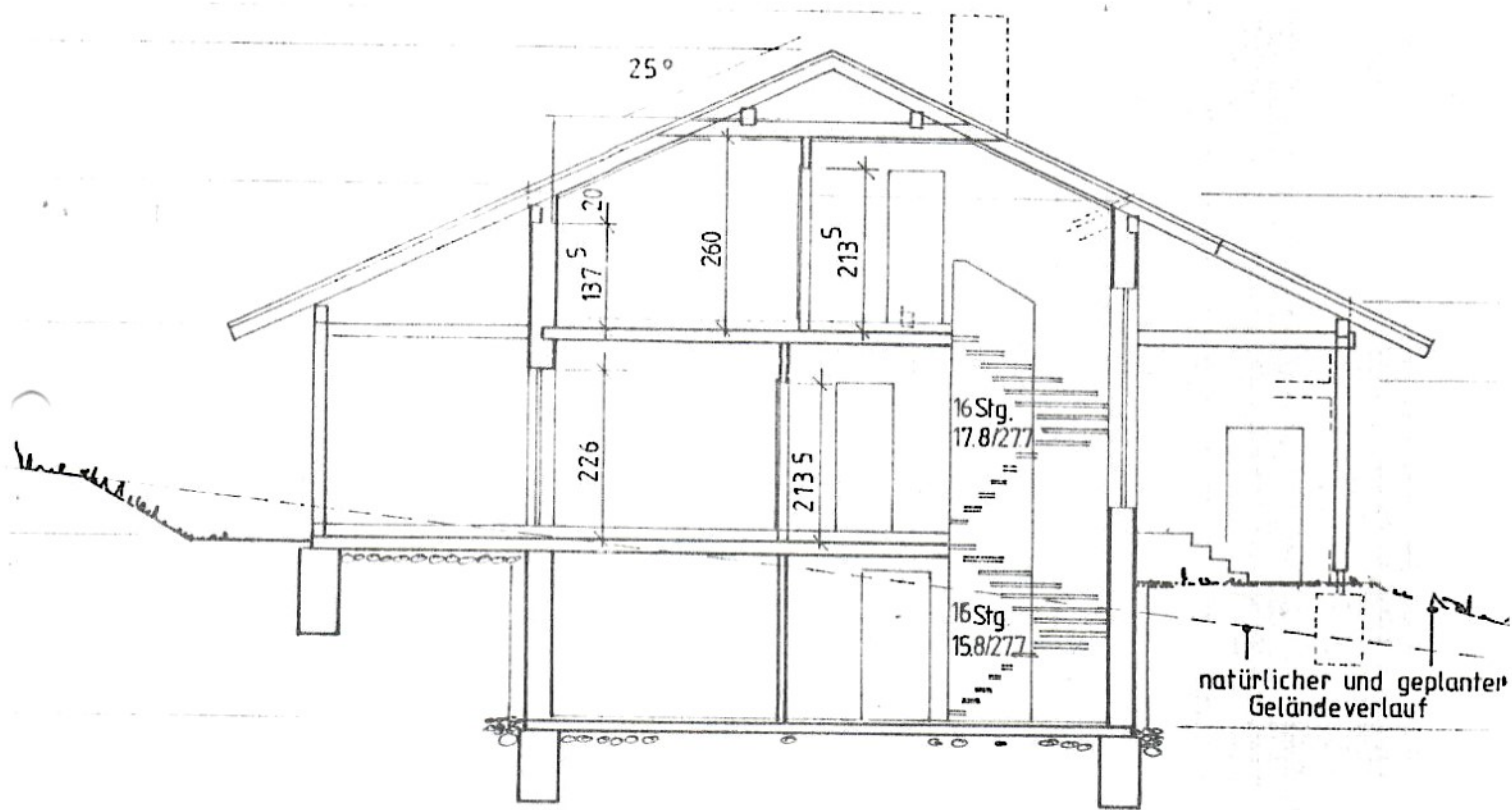 25°
20
137 5
260
213 5
226
213 5
16 Stg.
17.8/27.7
16 Stg.
15.8/27.7
natürlicher und geplanter
Geländeverlauf